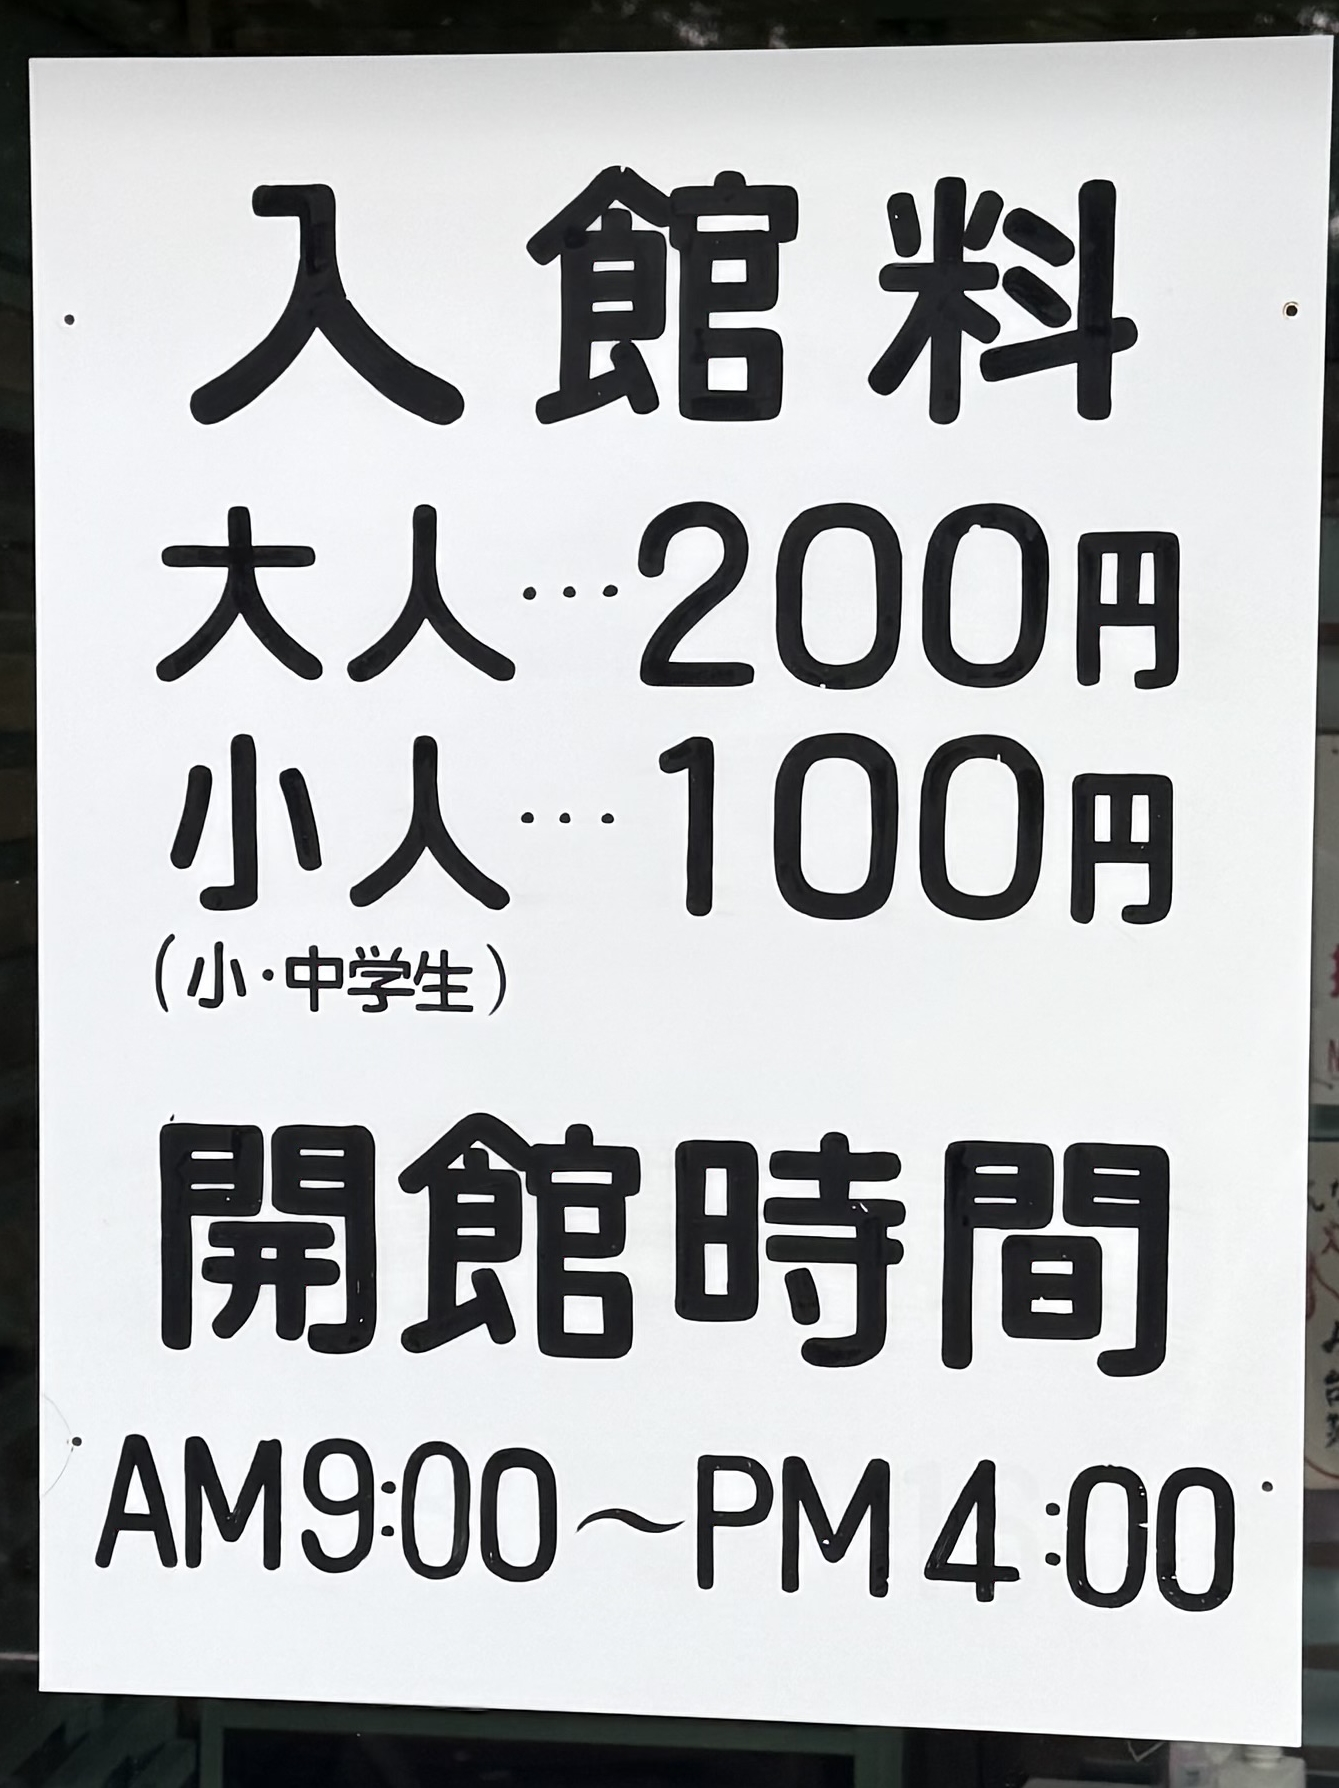 入館料
大人…200円
小人…100円
(小・中学生)
開館時間
AM9:00～PM4:00